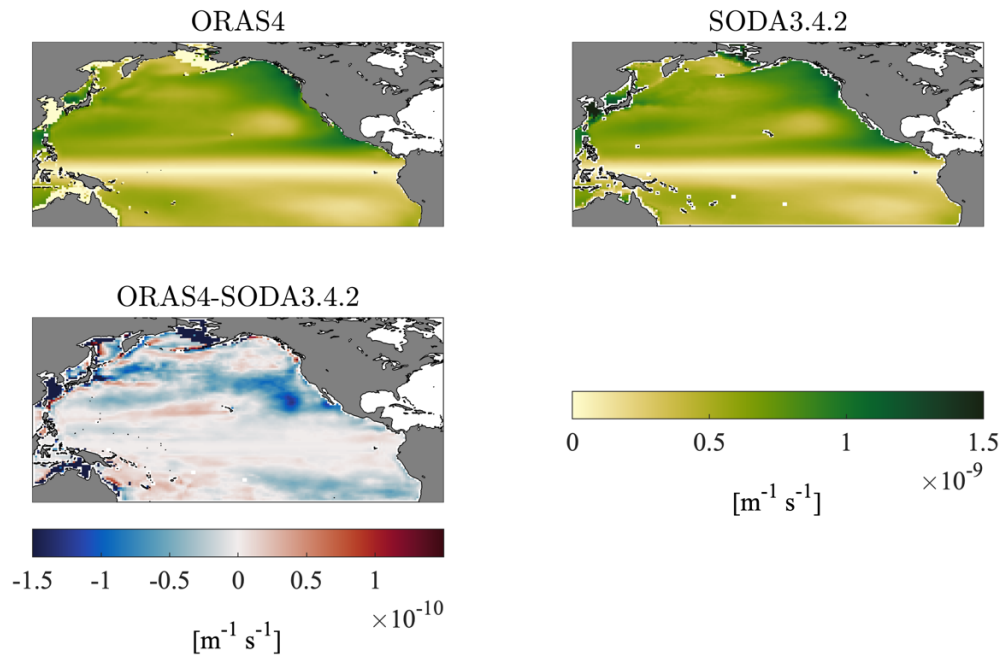 ORAS4
SODA3.4.2
ORAS4-SODA3.4.2
0 0.5 1 1.5
×10-9
[m-1 s-1]
-1.5 -1 -0.5 0 0.5 1
×10-10
[m-1 s-1]